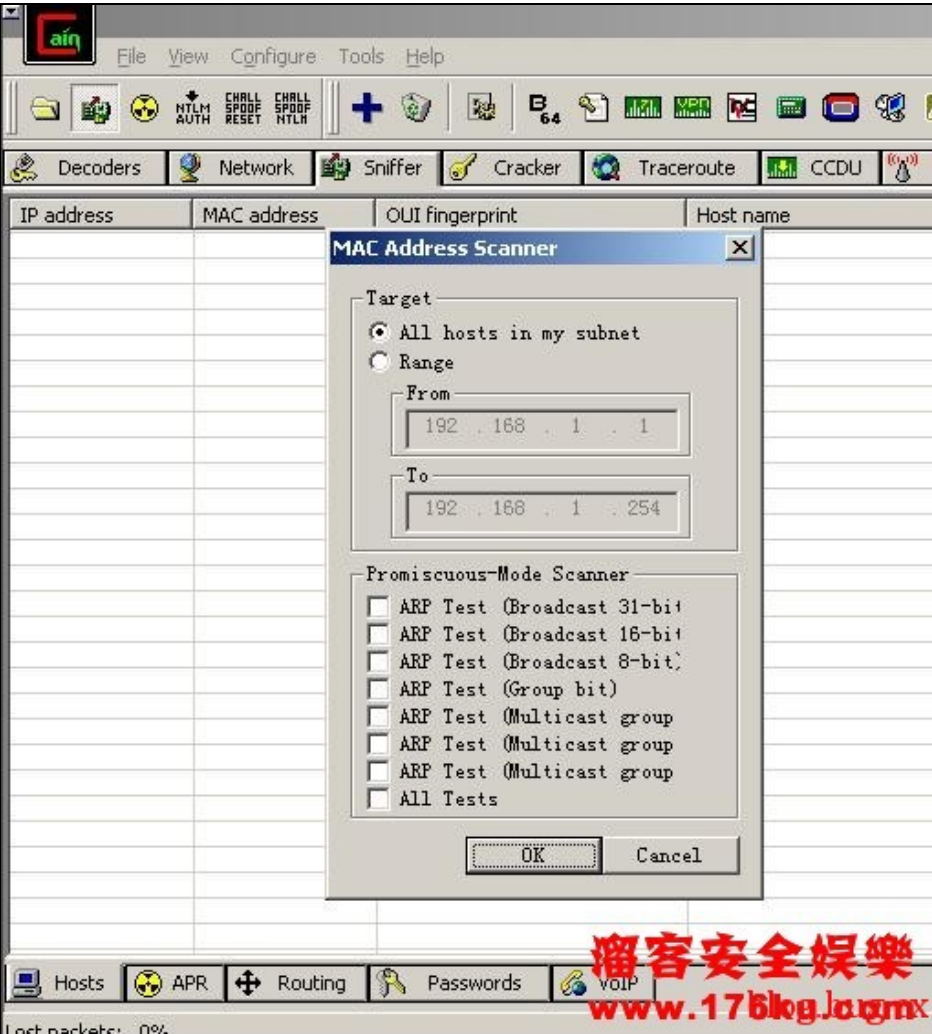 Cain
File View Configure Tools Help
NTLM AUTH
CHALL SPOOF RESET
CHALL SPOOF NTLM
B 64
Decoders Network Sniffer Cracker Traceroute CCDU
IP address MAC address OUI fingerprint Host name
MAC Address Scanner
Target
All hosts in my subnet
Range
From
192 . 168 . 1 . 1
To
192 . 168 . 1 . 254
Promiscuous-Mode Scanner
ARP Test (Broadcast 31-bit
ARP Test (Broadcast 16-bit
ARP Test (Broadcast 8-bit)
ARP Test (Group bit)
ARP Test (Multicast group
ARP Test (Multicast group
ARP Test (Multicast group
All Tests
OK Cancel
溜客安全娱樂
Hosts APR Routing Passwords VoIP
Lost packets: 0%